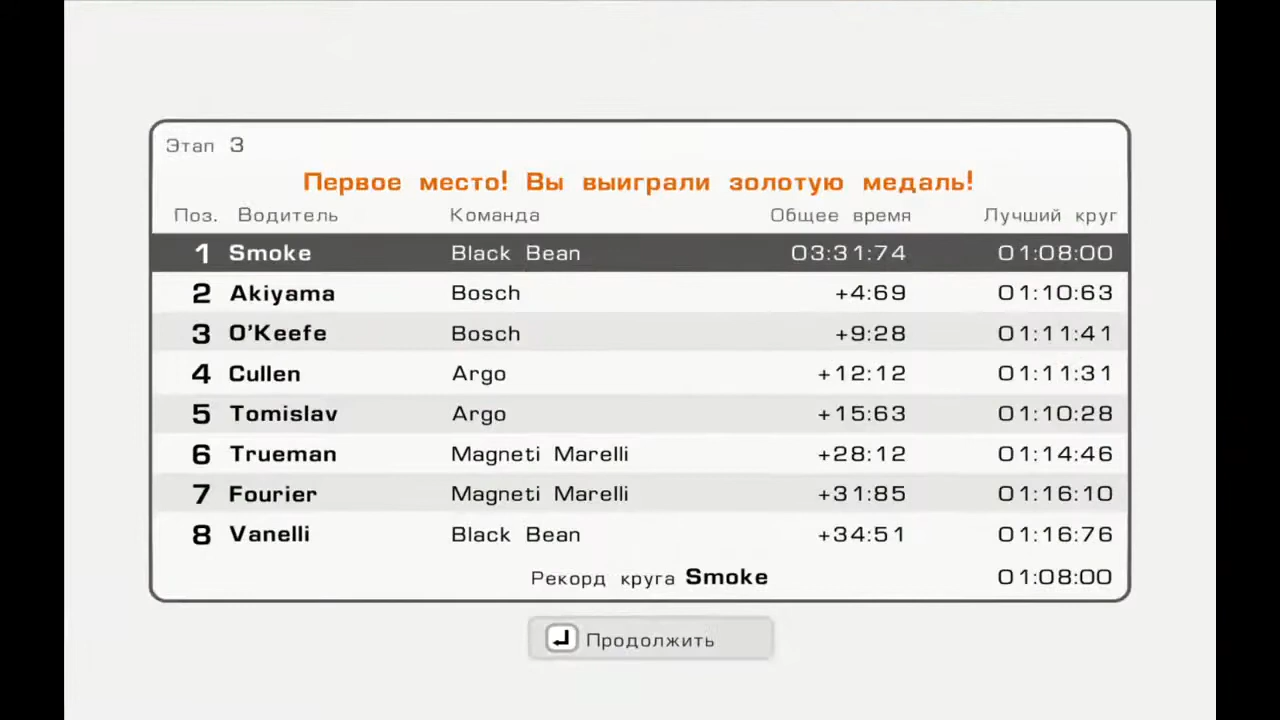 Этап 3
Первое место! Вы выиграли золотую медаль!
Поз. Водитель Команда Общее время Лучший круг
1 Smoke Black Bean 03:31:74 01:08:00
2 Akiyama Bosch +4:69 01:10:63
3 O'Keefe Bosch +9:28 01:11:41
4 Cullen Argo +12:12 01:11:31
5 Tomislav Argo +15:63 01:10:28
6 Trueman Magneti Marelli +28:12 01:14:46
7 Fourier Magneti Marelli +31:85 01:16:10
8 Vanelli Black Bean +34:51 01:16:76
Рекорд круга Smoke 01:08:00
Продолжить